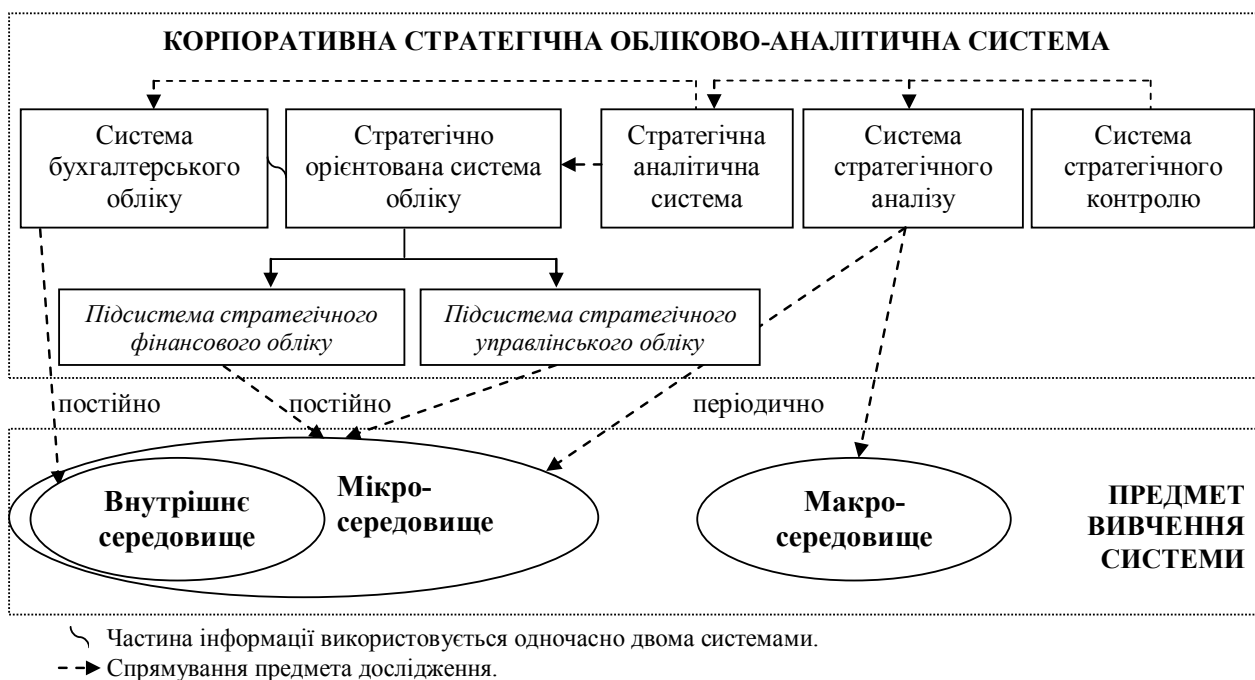 КОРПОРАТИВНА СТРАТЕГІЧНА ОБЛІКОВО-АНАЛІТИЧНА СИСТЕМА
Система
бухгалтерського
обліку
Стратегічно
орієнтована система
обліку
Стратегічна
аналітична
система
Система
стратегічного
аналізу
Система
стратегічного
контролю
Підсистема стратегічного
фінансового обліку
Підсистема стратегічного
управлінського обліку
постійно
постійно
періодично
Внутрішнє
середовище
Мікро-
середовище
Макро-
середовище
ПРЕДМЕТ
ВИВЧЕННЯ
СИСТЕМИ
Частина інформації використовується одночасно двома системами.
Спрямування предмета дослідження.